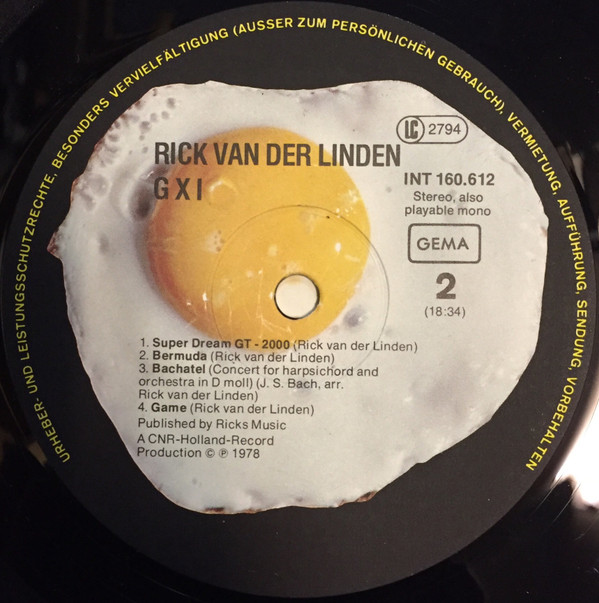 URHEBER- UND LEISTUNGSSCHUTZRECHTE, BESONDERS VERVIELFÄLTIGUNG (AUSSER ZUM PERSÖNLICHEN GEBRAUCH), VERMIETUNG, AUFFÜHRUNG, SENDUNG, VORBEHALTEN
LC 2794
RICK VAN DER LINDEN
G X I
INT 160.612
Stereo, also
playable mono
GEMA
2
(18:34)
1. Super Dream GT - 2000 (Rick van der Linden)
2. Bermuda (Rick van der Linden)
3. Bachatel (Concert for harpsichord and
orchestra in D moll) (J. S. Bach, arr.
Rick van der Linden)
4. Game (Rick van der Linden)
Published by Ricks Music
A CNR-Holland-Record
Production © ℗ 1978